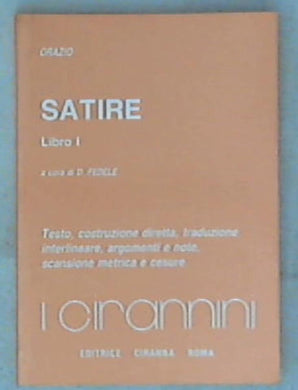 ORAZIO
SATIRE
Libro I
a cura di D. FEDELE
Testo, costruzione diretta, traduzione
interlineare, argomenti e note,
scansione metrica e cesure
I CIRANNINI
EDITRICE CIRANNA ROMA